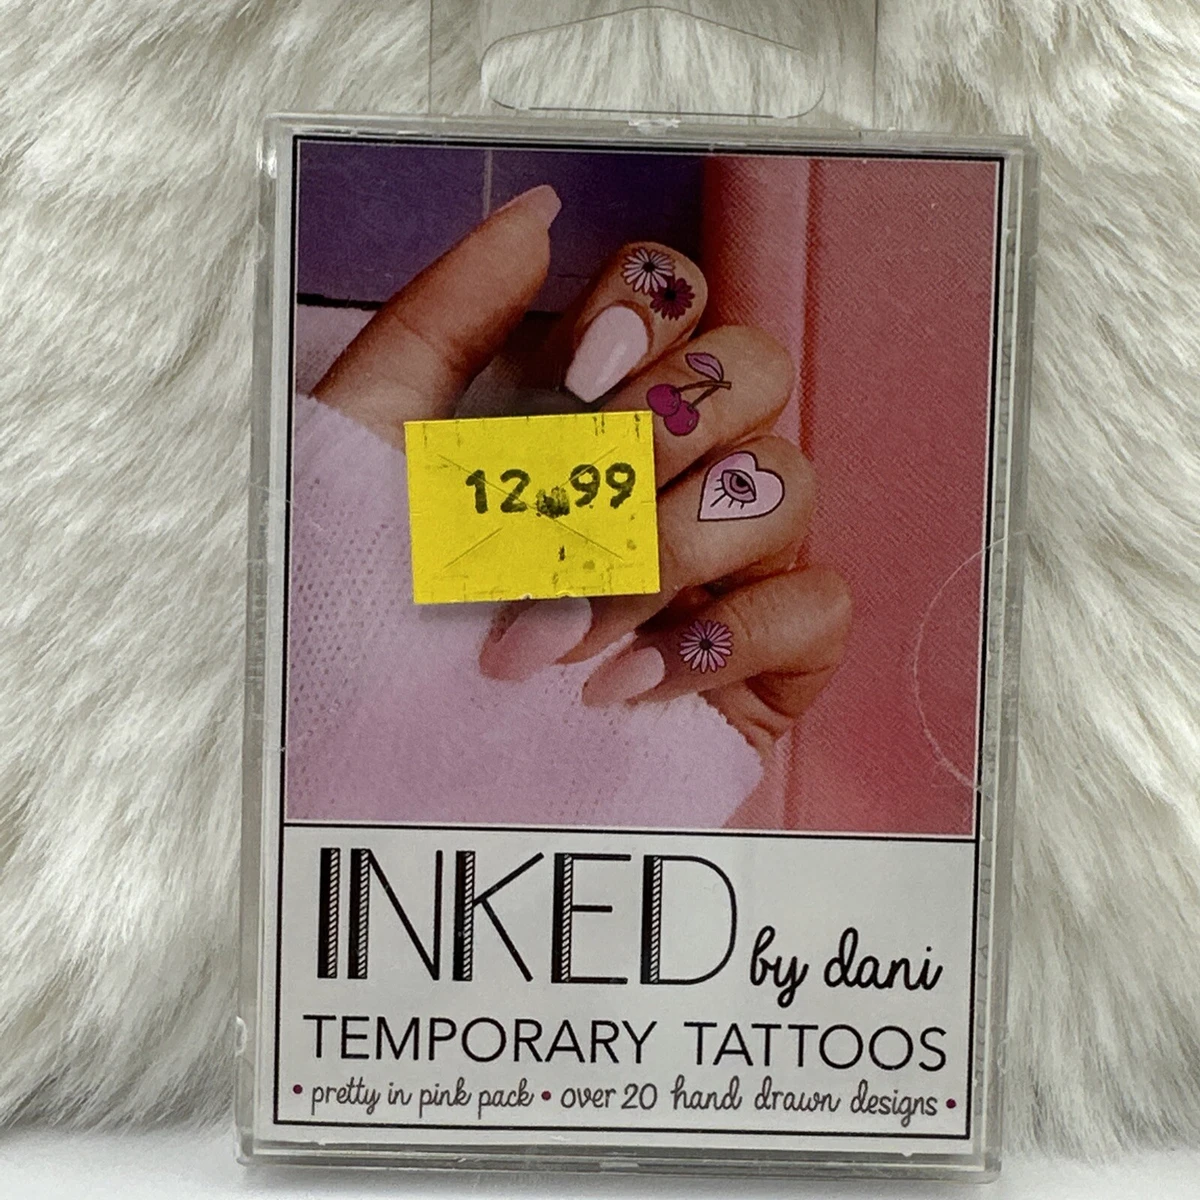 12.99
INKED by dani
TEMPORARY TATTOOS
• pretty in pink pack • over 20 hand drawn designs •